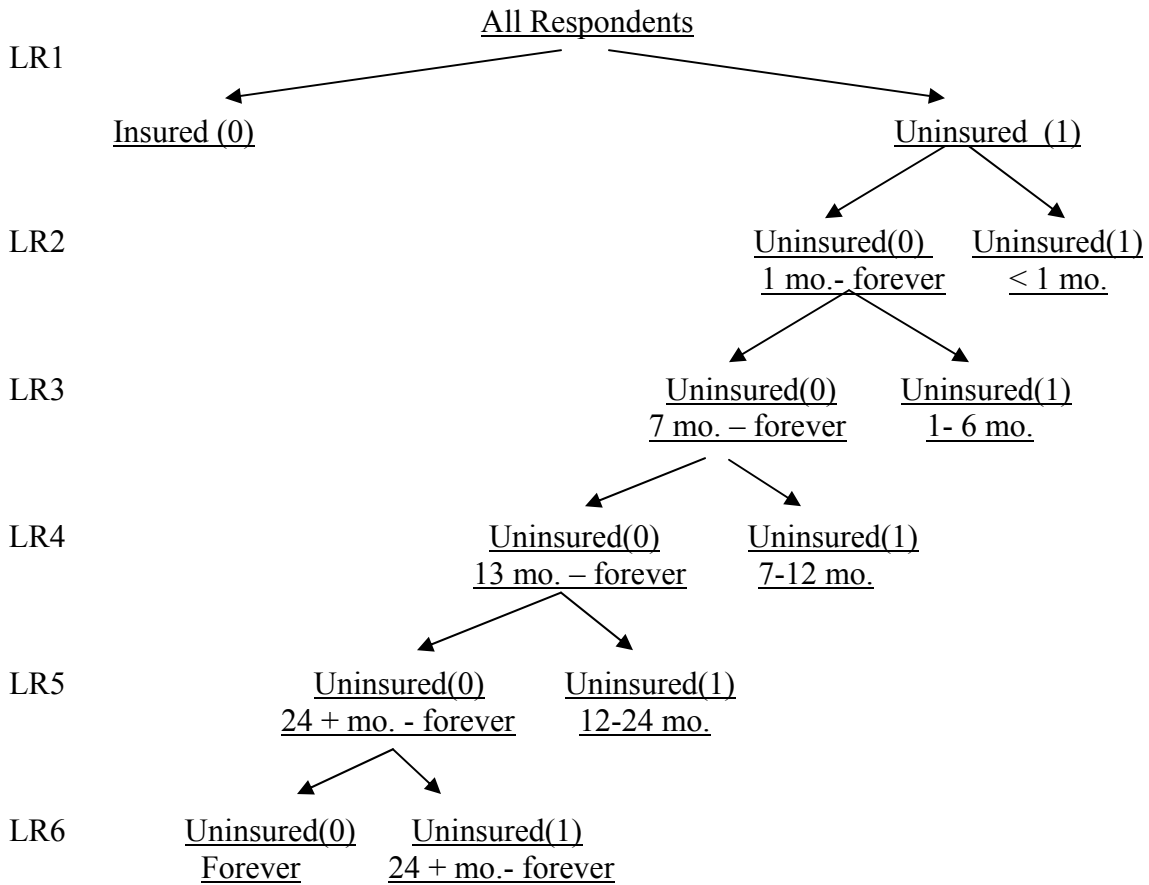 All Respondents
LR1
Insured (0) Uninsured (1)
LR2 Uninsured(0) Uninsured(1)
1 mo.- forever < 1 mo.
LR3 Uninsured(0) Uninsured(1)
7 mo. – forever 1- 6 mo.
LR4 Uninsured(0) Uninsured(1)
13 mo. – forever 7-12 mo.
LR5 Uninsured(0) Uninsured(1)
24 + mo. - forever 12-24 mo.
LR6 Uninsured(0) Uninsured(1)
Forever 24 + mo.- forever